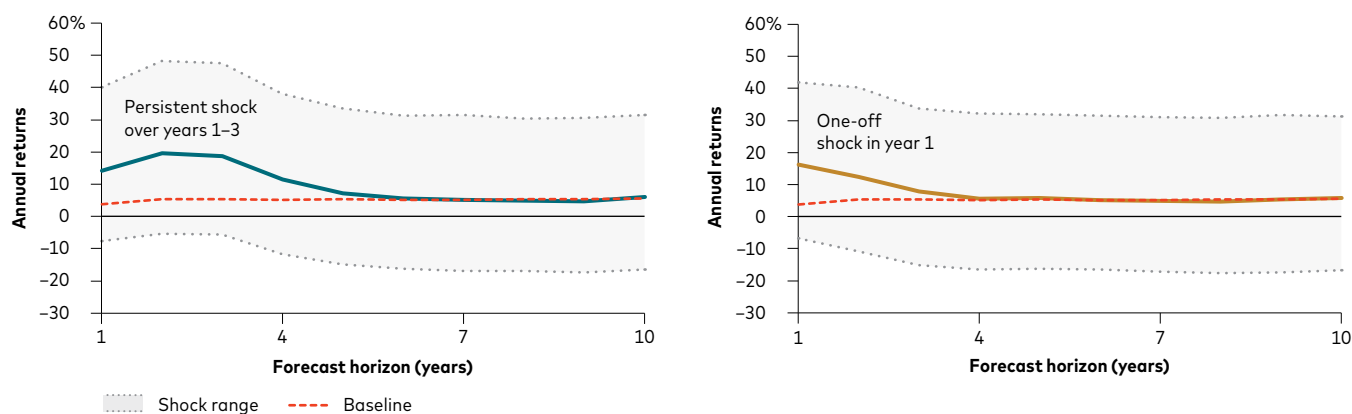 Annual returns
60%
50
40
30
20
10
0
–10
–20
–30
Persistent shock
over years 1–3
1
4
7
10
Forecast horizon (years)
Annual returns
60%
50
40
30
20
10
0
–10
–20
–30
One-off
shock in year 1
1
4
7
10
Forecast horizon (years)
Shock range
Baseline